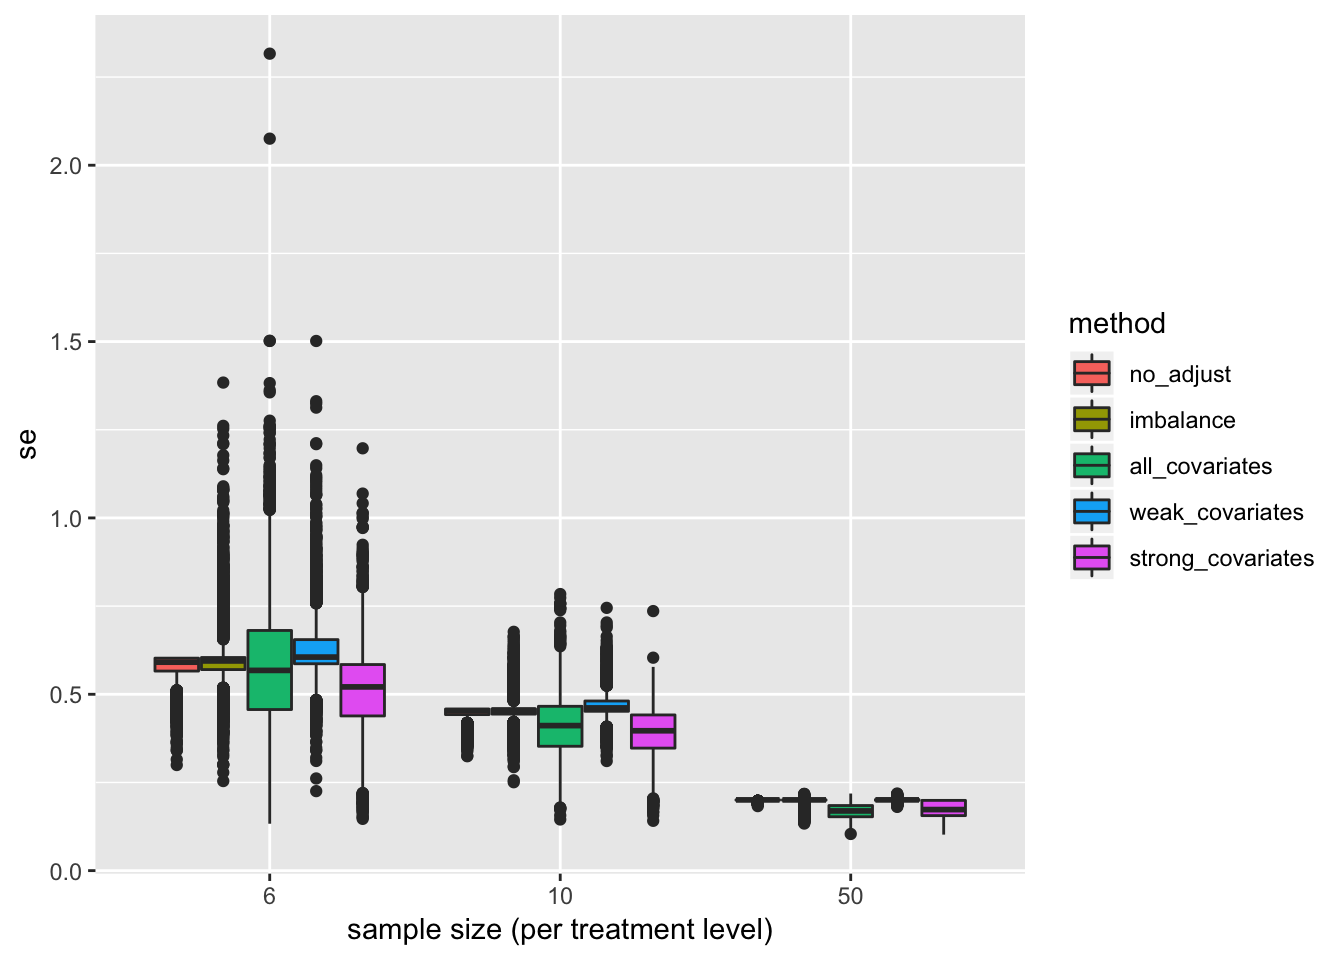 se
2.0
1.5
1.0
0.5
0.0
6
10
50
sample size (per treatment level)
method
no_adjust
imbalance
all_covariates
weak_covariates
strong_covariates